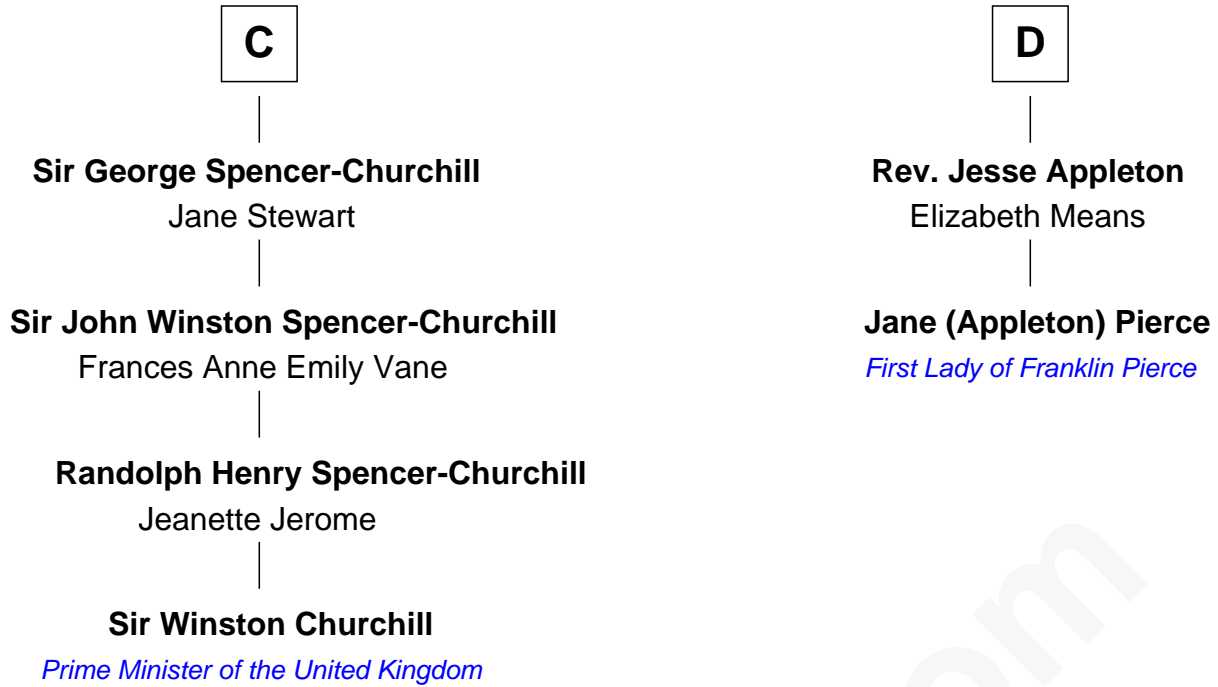 C
Sir George Spencer-Churchill
Jane Stewart
Sir John Winston Spencer-Churchill
Frances Anne Emily Vane
Randolph Henry Spencer-Churchill
Jeanette Jerome
Sir Winston Churchill
Prime Minister of the United Kingdom
D
Rev. Jesse Appleton
Elizabeth Means
Jane (Appleton) Pierce
First Lady of Franklin Pierce
om